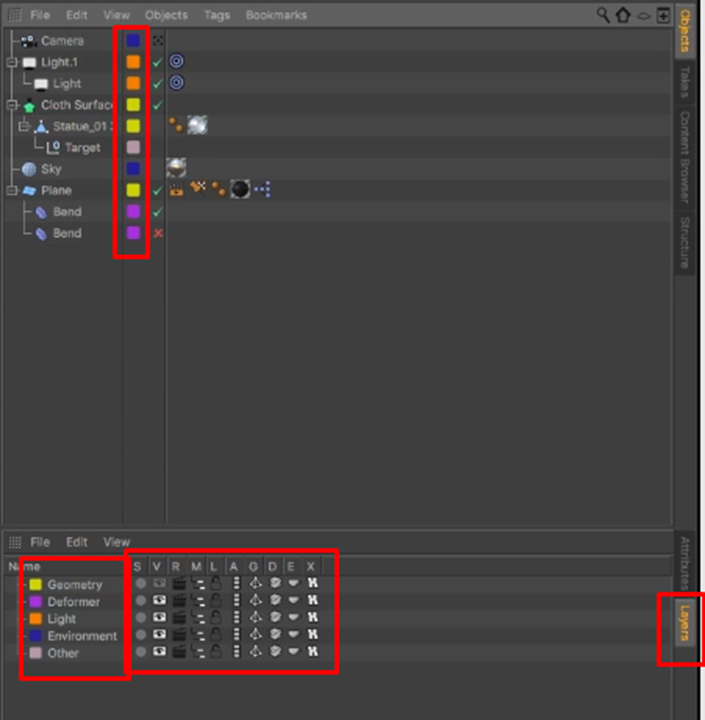 File Edit View Objects Tags Bookmarks
Camera
Light.1
Light
Cloth Surfac
Statue_01
Target
Sky
Plane
Bend
Bend
Objects
Takes
Content Browser
Structure
File Edit View
Name S V R M L A G D E X
Geometry
Deformer
Light
Environment
Other
Attributes
Layers